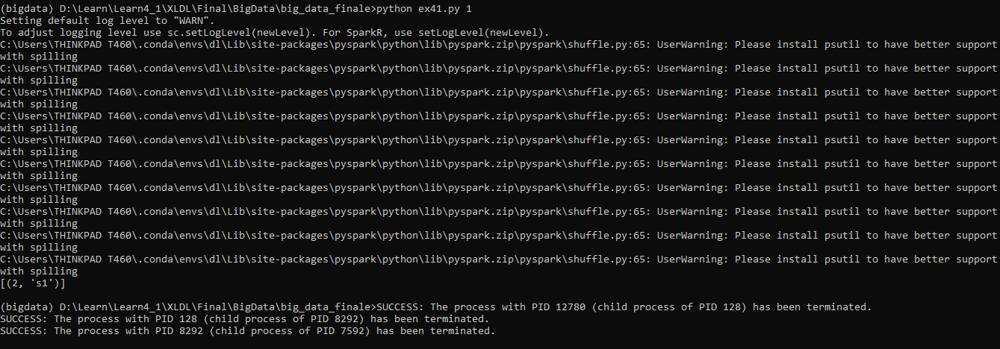 (bigdata) D:\Learn\Learn4_1\XLDL\Final\BigData\big_data_finale>python ex41.py 1
Setting default log level to "WARN".
To adjust logging level use sc.setLogLevel(newLevel). For SparkR, use setLogLevel(newLevel).
C:\Users\THINKPAD T460\.conda\envs\dl\Lib\site-packages\pyspark\python\lib\pyspark.zip\pyspark\shuffle.py:65: UserWarning: Please install psutil to have better support
with spilling
C:\Users\THINKPAD T460\.conda\envs\dl\Lib\site-packages\pyspark\python\lib\pyspark.zip\pyspark\shuffle.py:65: UserWarning: Please install psutil to have better support
with spilling
C:\Users\THINKPAD T460\.conda\envs\dl\Lib\site-packages\pyspark\python\lib\pyspark.zip\pyspark\shuffle.py:65: UserWarning: Please install psutil to have better support
with spilling
C:\Users\THINKPAD T460\.conda\envs\dl\Lib\site-packages\pyspark\python\lib\pyspark.zip\pyspark\shuffle.py:65: UserWarning: Please install psutil to have better support
with spilling
C:\Users\THINKPAD T460\.conda\envs\dl\Lib\site-packages\pyspark\python\lib\pyspark.zip\pyspark\shuffle.py:65: UserWarning: Please install psutil to have better support
with spilling
C:\Users\THINKPAD T460\.conda\envs\dl\Lib\site-packages\pyspark\python\lib\pyspark.zip\pyspark\shuffle.py:65: UserWarning: Please install psutil to have better support
with spilling
C:\Users\THINKPAD T460\.conda\envs\dl\Lib\site-packages\pyspark\python\lib\pyspark.zip\pyspark\shuffle.py:65: UserWarning: Please install psutil to have better support
with spilling
C:\Users\THINKPAD T460\.conda\envs\dl\Lib\site-packages\pyspark\python\lib\pyspark.zip\pyspark\shuffle.py:65: UserWarning: Please install psutil to have better support
with spilling
C:\Users\THINKPAD T460\.conda\envs\dl\Lib\site-packages\pyspark\python\lib\pyspark.zip\pyspark\shuffle.py:65: UserWarning: Please install psutil to have better support
with spilling
C:\Users\THINKPAD T460\.conda\envs\dl\Lib\site-packages\pyspark\python\lib\pyspark.zip\pyspark\shuffle.py:65: UserWarning: Please install psutil to have better support
with spilling
[(2, 's1')]
(bigdata) D:\Learn\Learn4_1\XLDL\Final\BigData\big_data_finale>SUCCESS: The process with PID 12780 (child process of PID 128) has been terminated.
SUCCESS: The process with PID 128 (child process of PID 8292) has been terminated.
SUCCESS: The process with PID 8292 (child process of PID 7592) has been terminated.